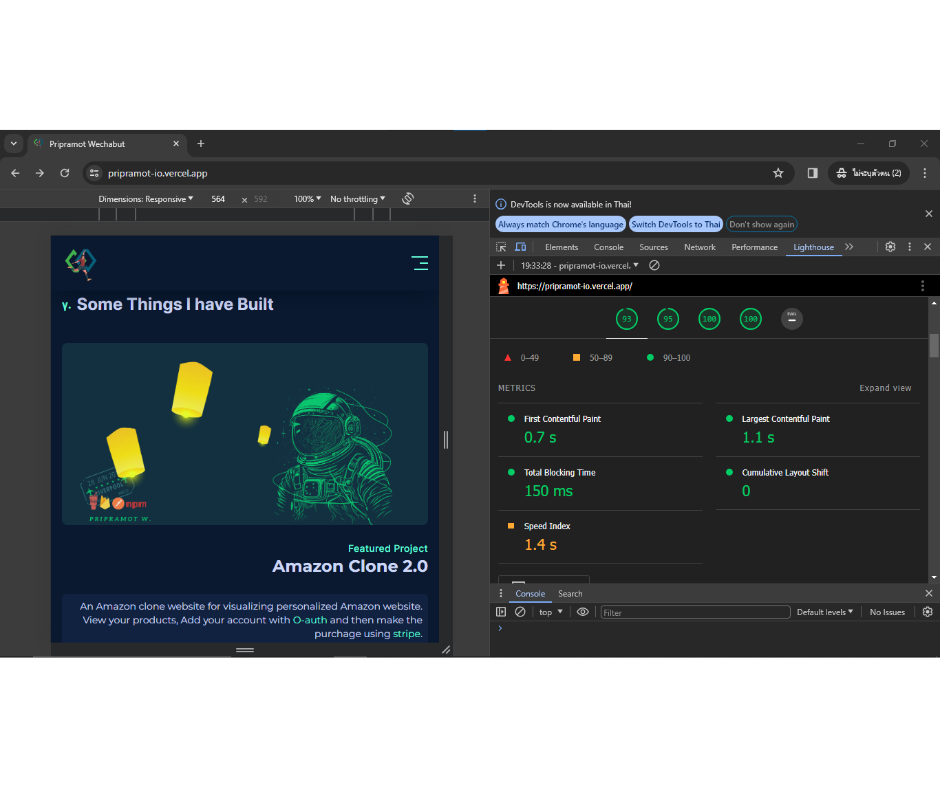 Pripramot Wechabut
pripramot-io.vercel.app
ไม่ระบุตัวตน (2)
Dimensions: Responsive 564 × 592 100% No throttling
DevTools is now available in Thai!
Always match Chrome's language Switch DevTools to Thai Don't show again
Elements Console Sources Network Performance Lighthouse
19:33:28 - pripramot-io.vercel.
https://pripramot-io.vercel.app/
93 95 100 100
0–49 50–89 90–100
METRICS Expand view
First Contentful Paint
0.7 s
Largest Contentful Paint
1.1 s
Total Blocking Time
150 ms
Cumulative Layout Shift
0
Speed Index
1.4 s
Console Search
top Filter Default levels No Issues
Some Things I have Built
PRIPRAMOT W.
Featured Project
Amazon Clone 2.0
An Amazon clone website for visualizing personalized Amazon website.
View your products, Add your account with O-auth and then make the
purchage using stripe.